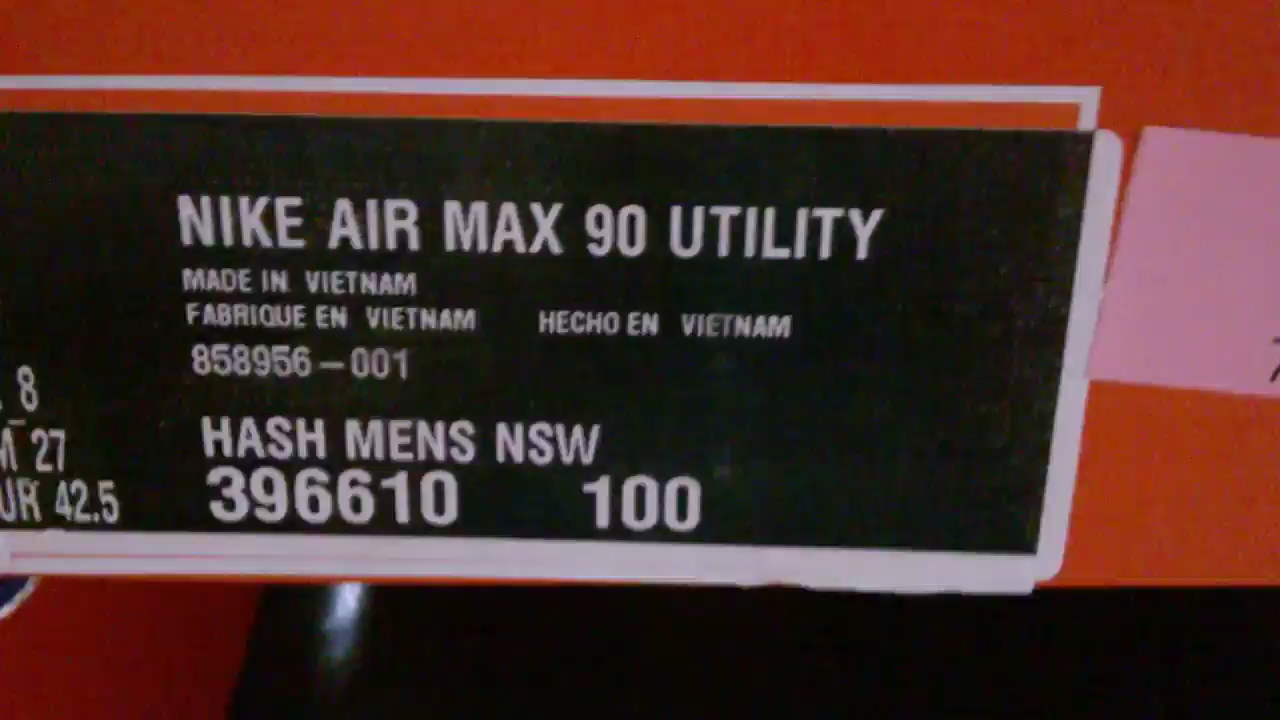 NIKE AIR MAX 90 UTILITY
MADE IN VIETNAM
FABRIQUE EN VIETNAM HECHO EN VIETNAM
858956-001
8
27
HASH MENS NSW
42.5
396610 100